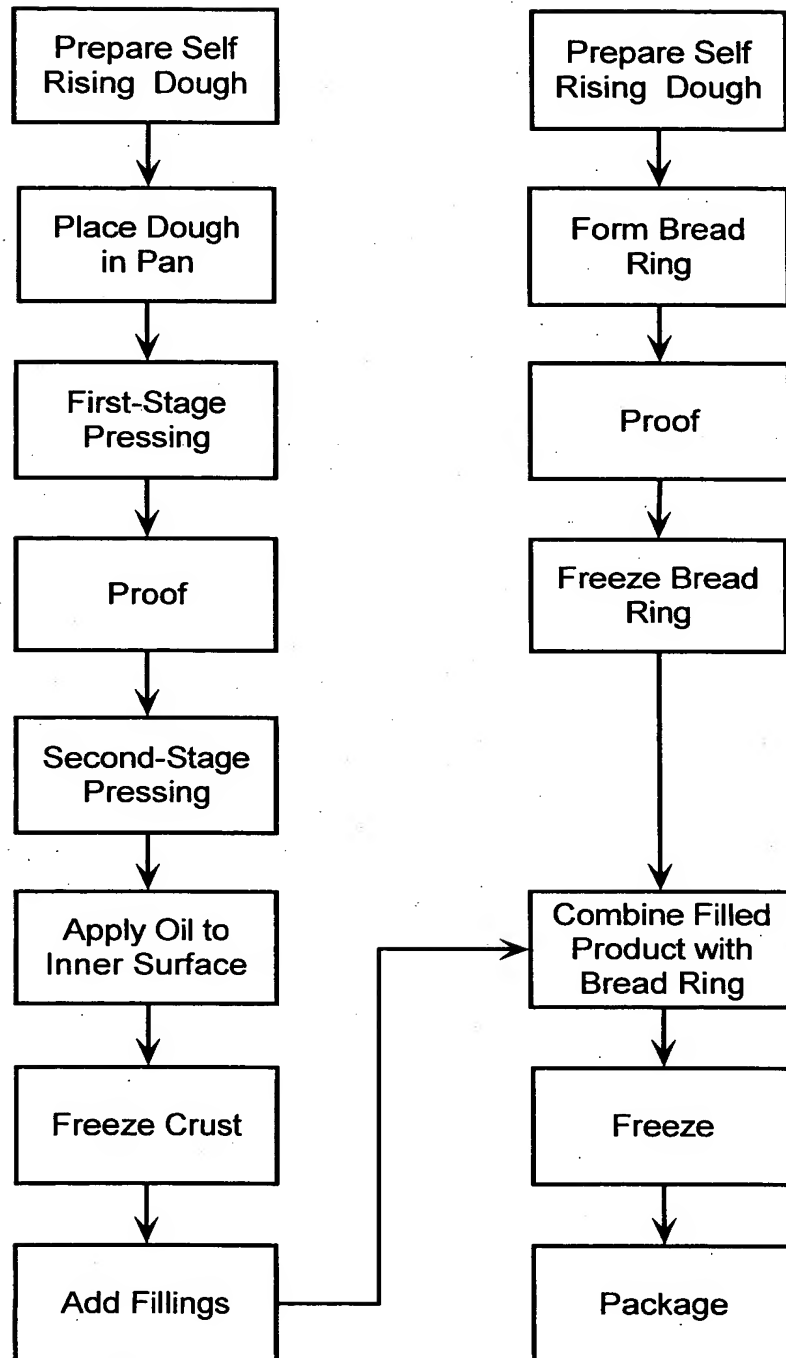 Prepare Self
Rising Dough
Place Dough
in Pan
First-Stage
Pressing
Proof
Second-Stage
Pressing
Apply Oil to
Inner Surface
Freeze Crust
Add Fillings
Prepare Self
Rising Dough
Form Bread
Ring
Proof
Freeze Bread
Ring
Combine Filled
Product with
Bread Ring
Freeze
Package